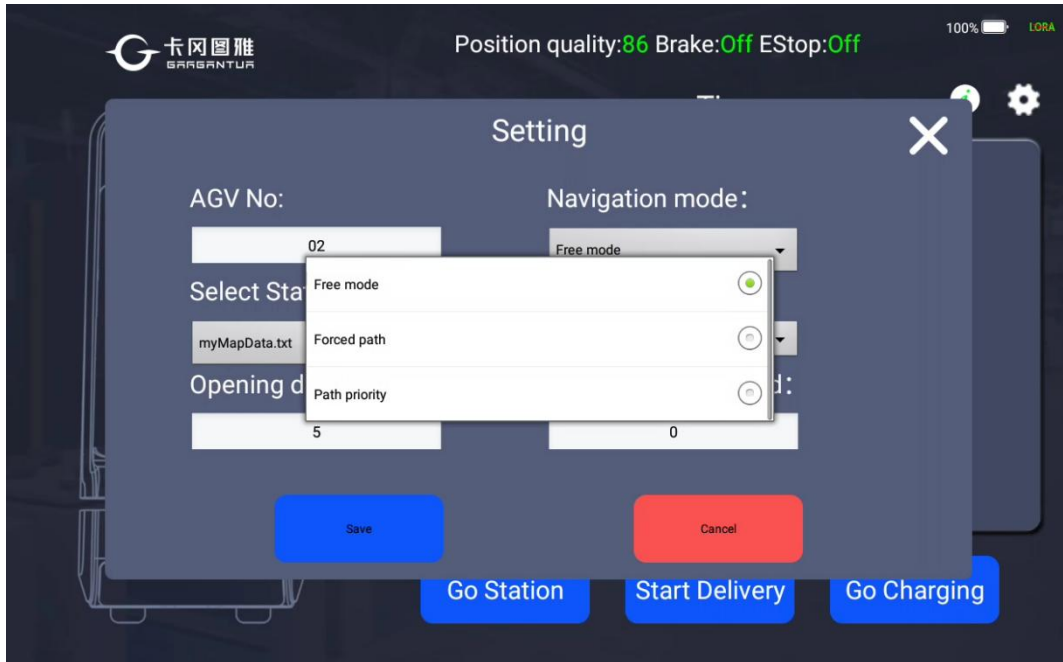 卡冈图雅
GARGANTUA
Position quality:86 Brake:Off EStop:Off
100%
LORA
Setting
AGV No:
Navigation mode:
02
Free mode
Select Sta
Free mode
myMapData.txt
Forced path
Opening d
Path priority
d:
5
0
Save
Cancel
Go Station
Start Delivery
Go Charging